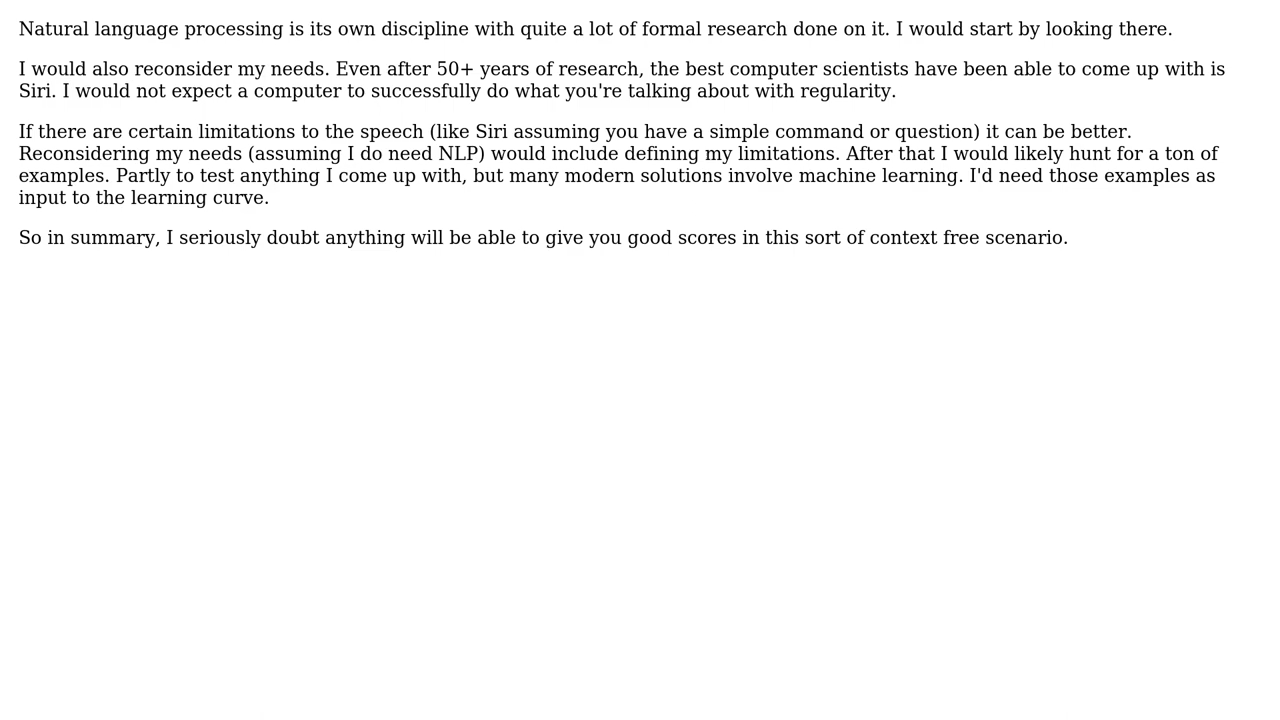 Natural language processing is its own discipline with quite a lot of formal research done on it. I would start by looking there.
I would also reconsider my needs. Even after 50+ years of research, the best computer scientists have been able to come up with is
Siri. I would not expect a computer to successfully do what you're talking about with regularity.
If there are certain limitations to the speech (like Siri assuming you have a simple command or question) it can be better.
Reconsidering my needs (assuming I do need NLP) would include defining my limitations. After that I would likely hunt for a ton of
examples. Partly to test anything I come up with, but many modern solutions involve machine learning. I'd need those examples as
input to the learning curve.
So in summary, I seriously doubt anything will be able to give you good scores in this sort of context free scenario.